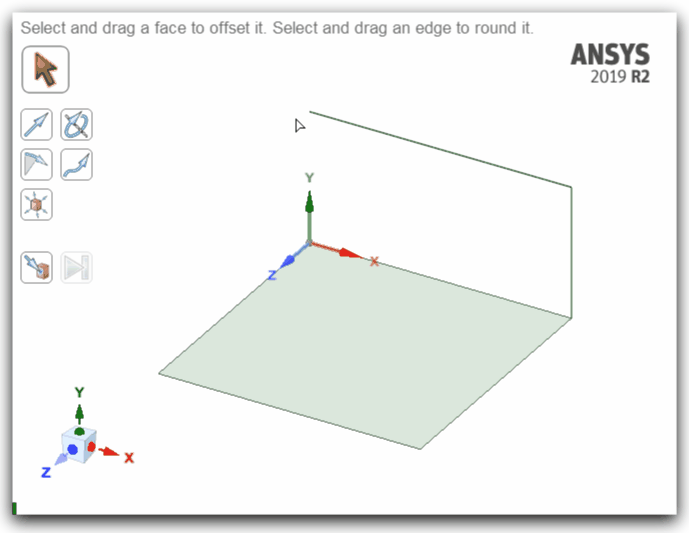 Select and drag a face to offset it. Select and drag an edge to round it.
ANSYS
2019 R2
Y
X
Z
Y
X
Z